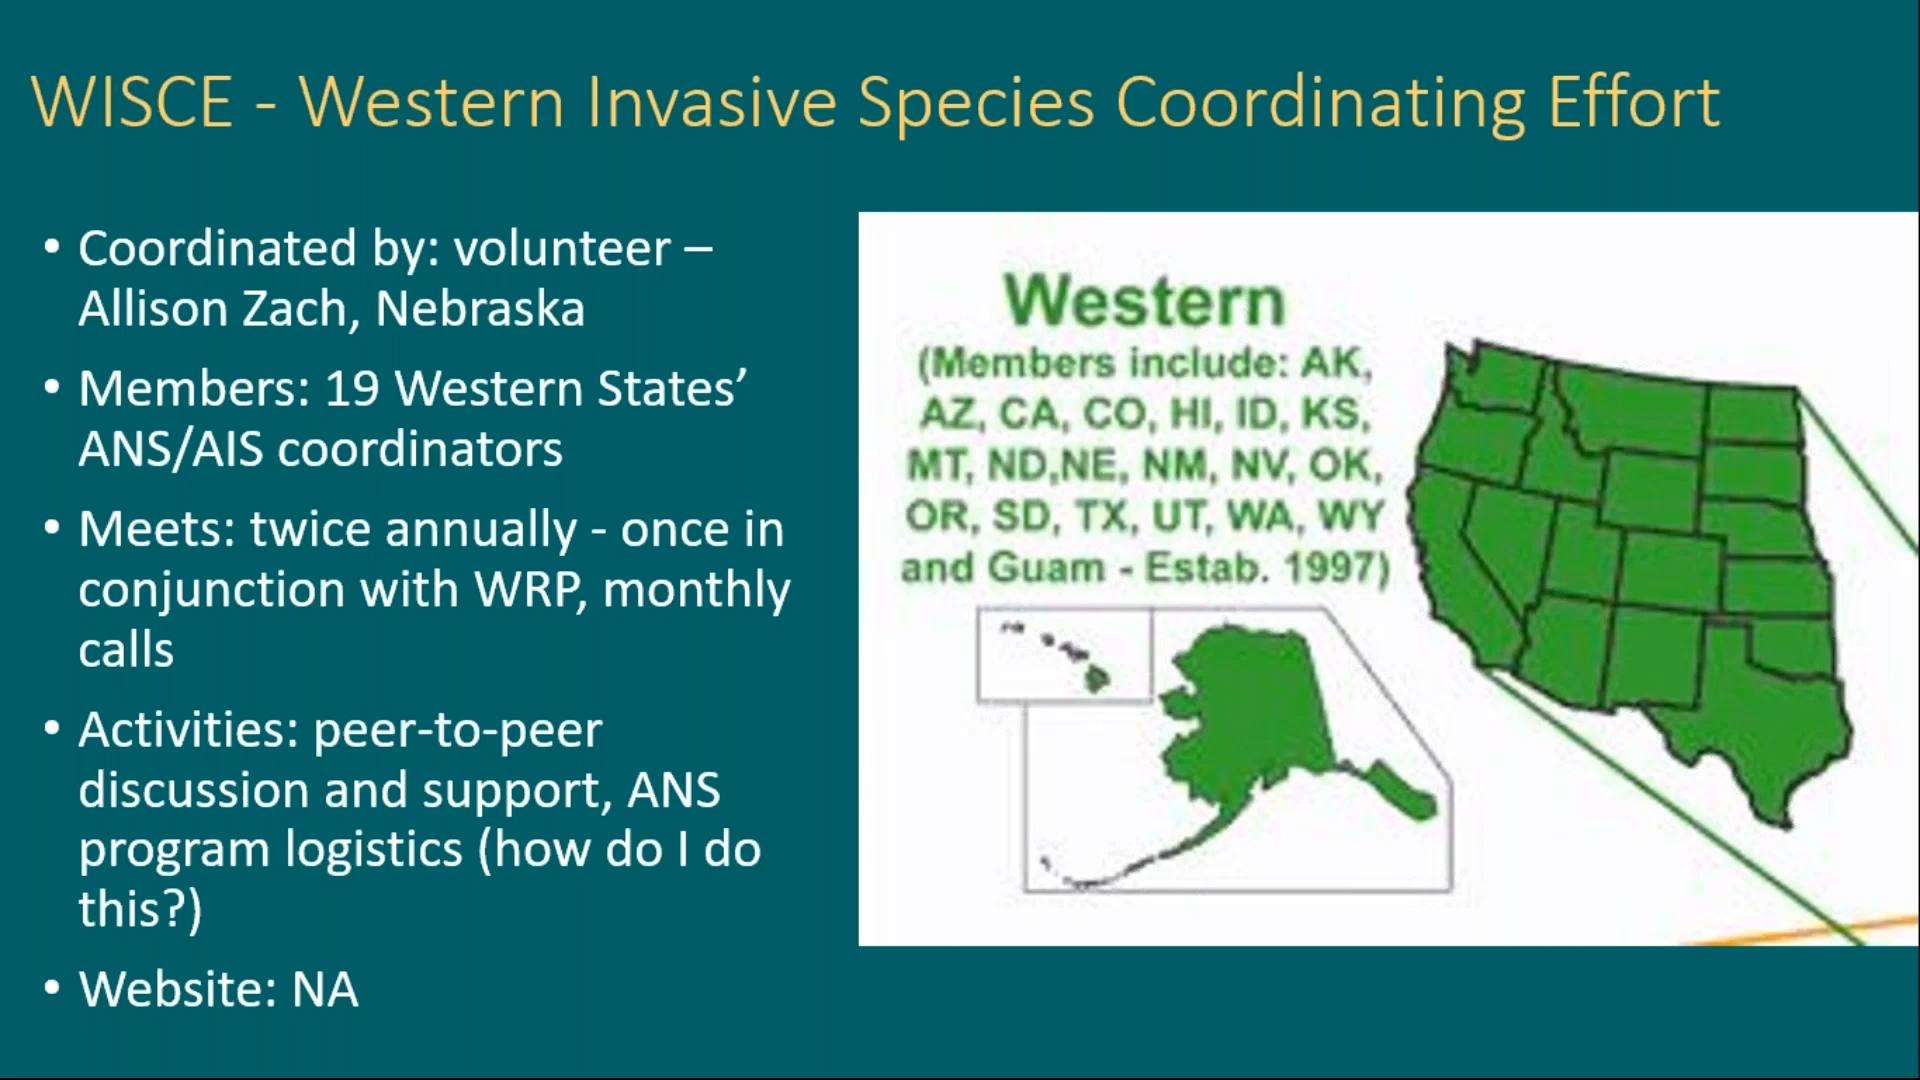 WISCE - Western Invasive Species Coordinating Effort
• Coordinated by: volunteer –
Allison Zach, Nebraska
• Members: 19 Western States’
ANS/AIS coordinators
• Meets: twice annually - once in
conjunction with WRP, monthly
calls
• Activities: peer-to-peer
discussion and support, ANS
program logistics (how do I do
this?)
• Website: NA
Western
(Members include: AK,
AZ, CA, CO, HI, ID, KS,
MT, ND,NE, NM, NV, OK,
OR, SD, TX, UT, WA, WY
and Guam - Estab. 1997)